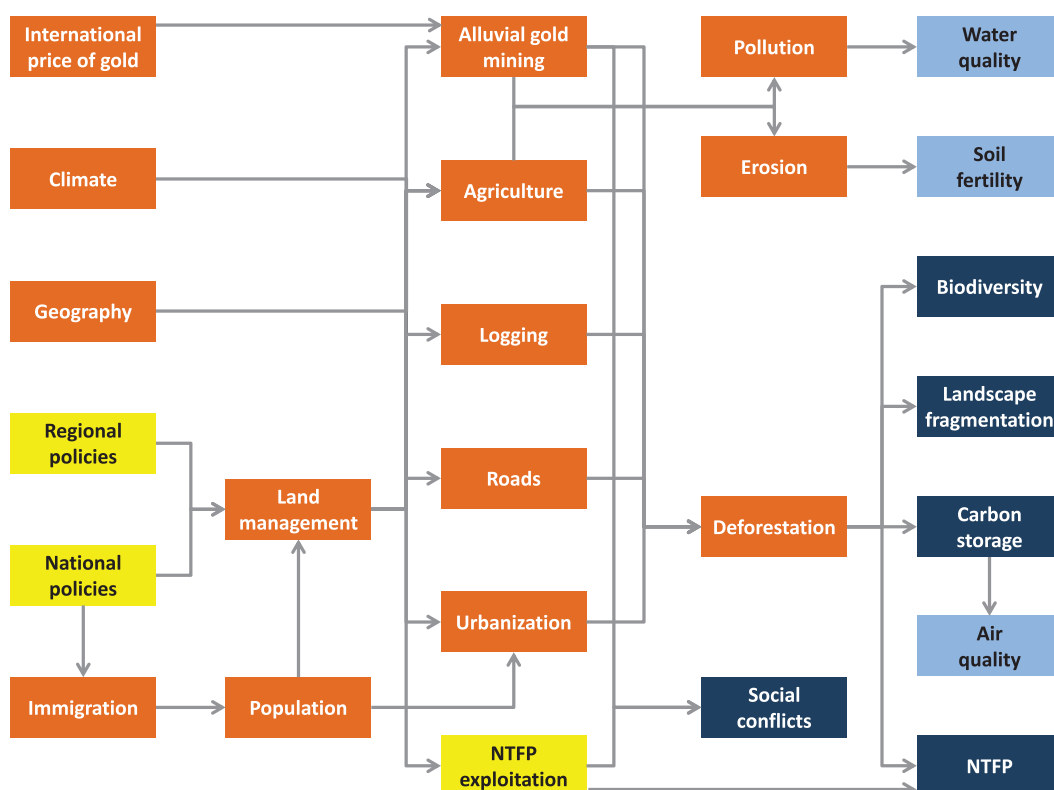 International
price of gold
Alluvial gold
mining
Pollution
Water
quality
Climate
Agriculture
Erosion
Soil
fertility
Geography
Logging
Biodiversity
Regional
policies
Land
management
Roads
Landscape
fragmentation
National
policies
Deforestation
Carbon
storage
Urbanization
Air
quality
Immigration
Population
Social
conflicts
NTFP
exploitation
NTFP